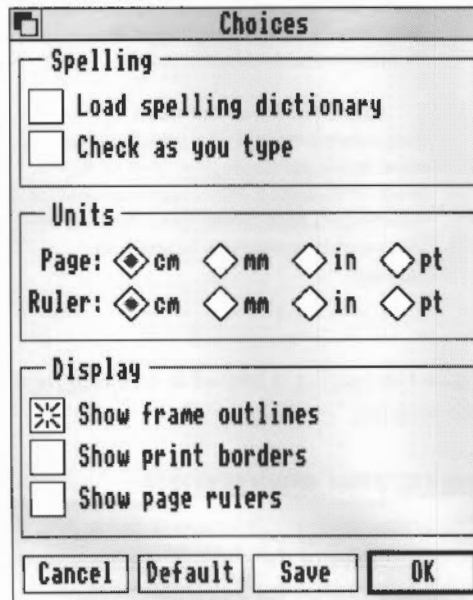 Choices
Spelling
Load spelling dictionary
Check as you type
Units
Page: cm mm in pt
Ruler: cm mm in pt
Display
Show frame outlines
Show print borders
Show page rulers
Cancel Default Save OK